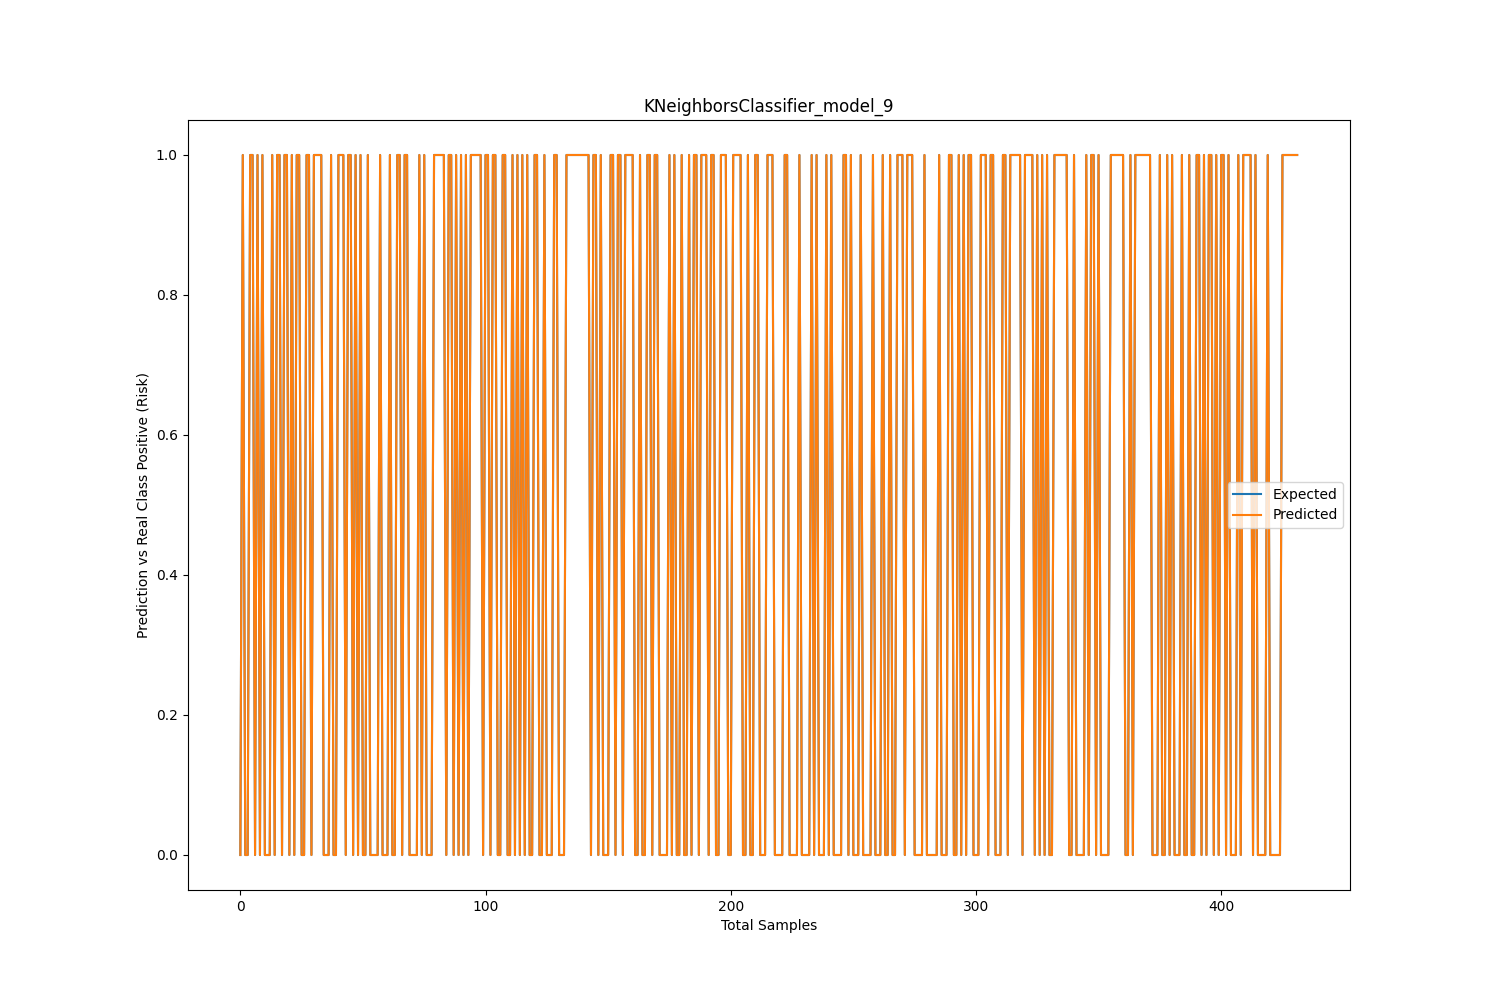 KNeighborsClassifier_model_9
1.0
0.8
0.6
0.4
0.2
0.0
Prediction vs Real Class Positive (Risk)
Expected
Predicted
0 100 200 300 400
Total Samples